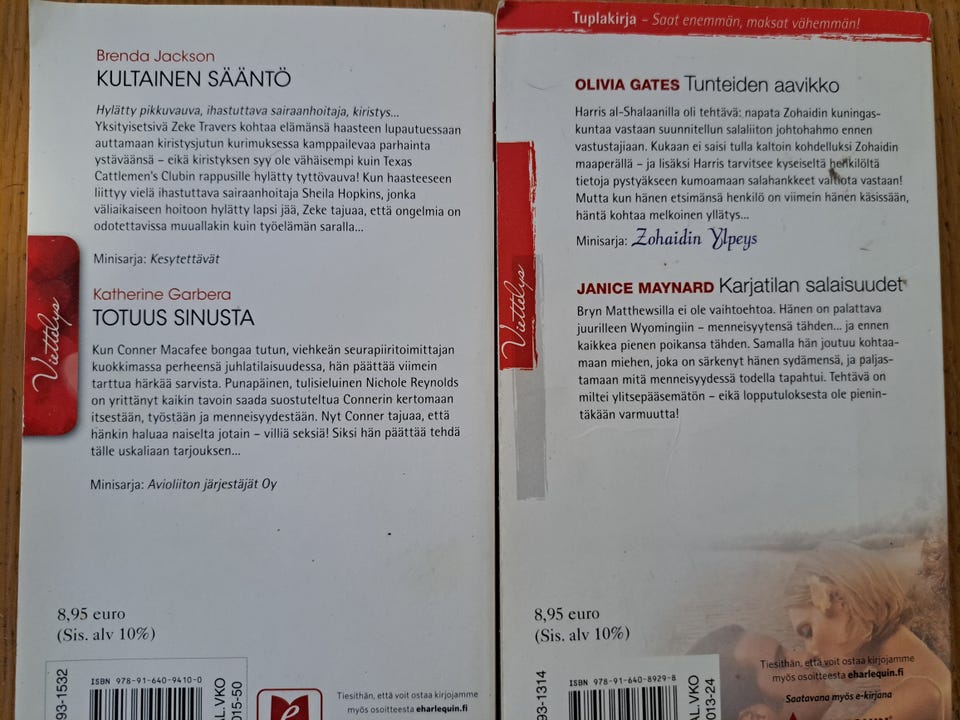 Brenda Jackson
KULTAINEN SÄÄNTÖ
Hylätty pikkuvauva, ihastuttava sairaanhoitaja, kiristys...
Yksityisetsivä Zeke Travers kohtaa elämänsä haasteen lupautuessaan
auttamaan kiristysjutun kurimuksessa kamppailevaa parhainta
ystäväänsä – eikä kiristyksen syy ole vähäisempi kuin Texas
Cattlemen's Clubin rappusille hylätty tyttövauva! Kun haasteeseen
liittyy vielä ihastuttava sairaanhoitaja Sheila Hopkins, jonka
väliaikaiseen hoitoon hylätty lapsi jää, Zeke tajuaa, että ongelmia on
odotettavissa muuallakin kuin työelämän saralla...
Minisarja: Kesytettävät
Katherine Garbera
TOTUUS SINUSTA
Kun Conner Macafee bongaa tutun, viehkeän seurapiiritoimittajan
kuokkimassa perheensä juhlatilaisuudessa, hän päättää viimein
tarttua härkää sarvista. Punapäinen, tulisieluinen Nichole Reynolds
on yrittänyt kaikin tavoin saada suostuteltua Connerin kertomaan
itsestään, työstään ja menneisyydestään. Nyt Conner tajuaa, että
hänkin haluaa naiselta jotain – villiä seksiä! Siksi hän päättää tehdä
tälle uskaliaan tarjouksen...
Minisarja: Avioliiton järjestäjät Oy
Viettelys
8,95 euro
(Sis. alv 10%)
93-1532
ISBN 978-91-640-9410-0
AL.VKO
015-50
Tiesithän, että voit ostaa kirjojamme
myös osoitteesta eharlequin.fi
Tuplakirja – Saat enemmän, maksat vähemmän!
OLIVIA GATES Tunteiden aavikko
Harris al-Shalaanilla oli tehtävä: napata Zohaidin kuningas-
kuntaa vastaan suunnitellun salaliiton johtohahmo ennen
vastustajiaan. Kukaan ei saisi tulla kaltoin kohdelluksi Zohaidin
maaperällä – ja lisäksi Harris tarvitsee kyseiseltä henkilöltä
tietoja pystyäkseen kumoamaan salahankkeet valtiota vastaan!
Mutta kun hänen etsimänsä henkilö on viimein hänen käsissään,
häntä kohtaa melkoinen yllätys...
Minisarja: Zohaidin Ylpeys
JANICE MAYNARD Karjatilan salaisuudet
Bryn Matthewsilla ei ole vaihtoehtoa. Hänen on palattava
juurilleen Wyomingiin – menneisyytensä tähden... ja ennen
kaikkea pienen poikansa tähden. Samalla hän joutuu kohtaa-
maan miehen, joka on särkenyt hänen sydämensä, ja paljas-
tamaan mitä menneisyydessä todella tapahtui. Tehtävä on
miltei ylitsepääsemätön – eikä lopputuloksesta ole pienin-
täkään varmuutta!
Viettelys
8,95 euro
(Sis. alv 10%)
93-1314
ISBN 978-91-640-8929-8
AL.VKO
013-24
Tiesithän, että voit ostaa kirjojamme
myös osoitteesta eharlequin.fi
Saatavana myös e-kirjana